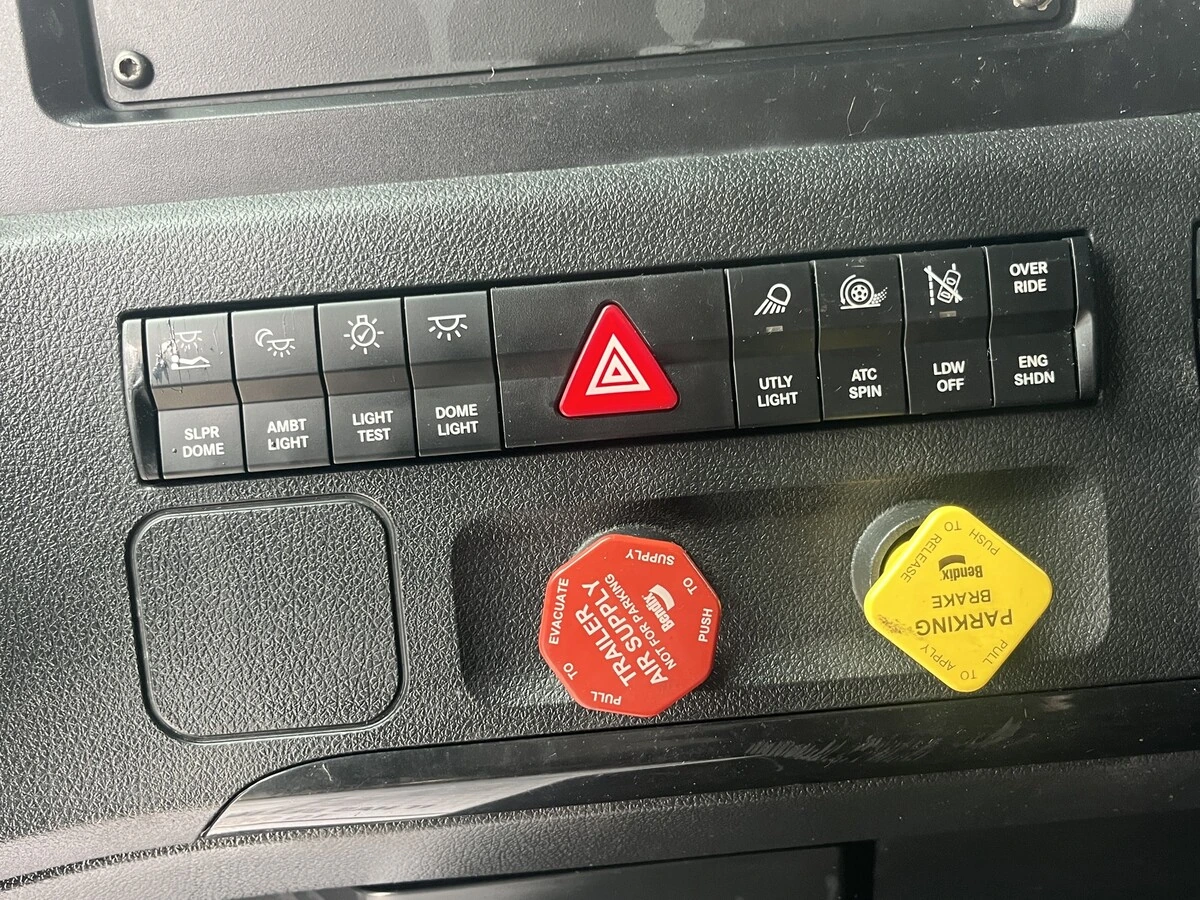 SLPR
DOME
AMBT
LIGHT
LIGHT
TEST
DOME
LIGHT
UTLY
LIGHT
ATC
SPIN
LDW
OFF
OVER
RIDE
ENG
SHDN
PUSH TO SUPPLY
Bendix
TRAILER
AIR SUPPLY
NOT FOR PARKING
PULL TO EVACUATE
PUSH TO RELEASE
Bendix
PARKING
BRAKE
PULL TO APPLY